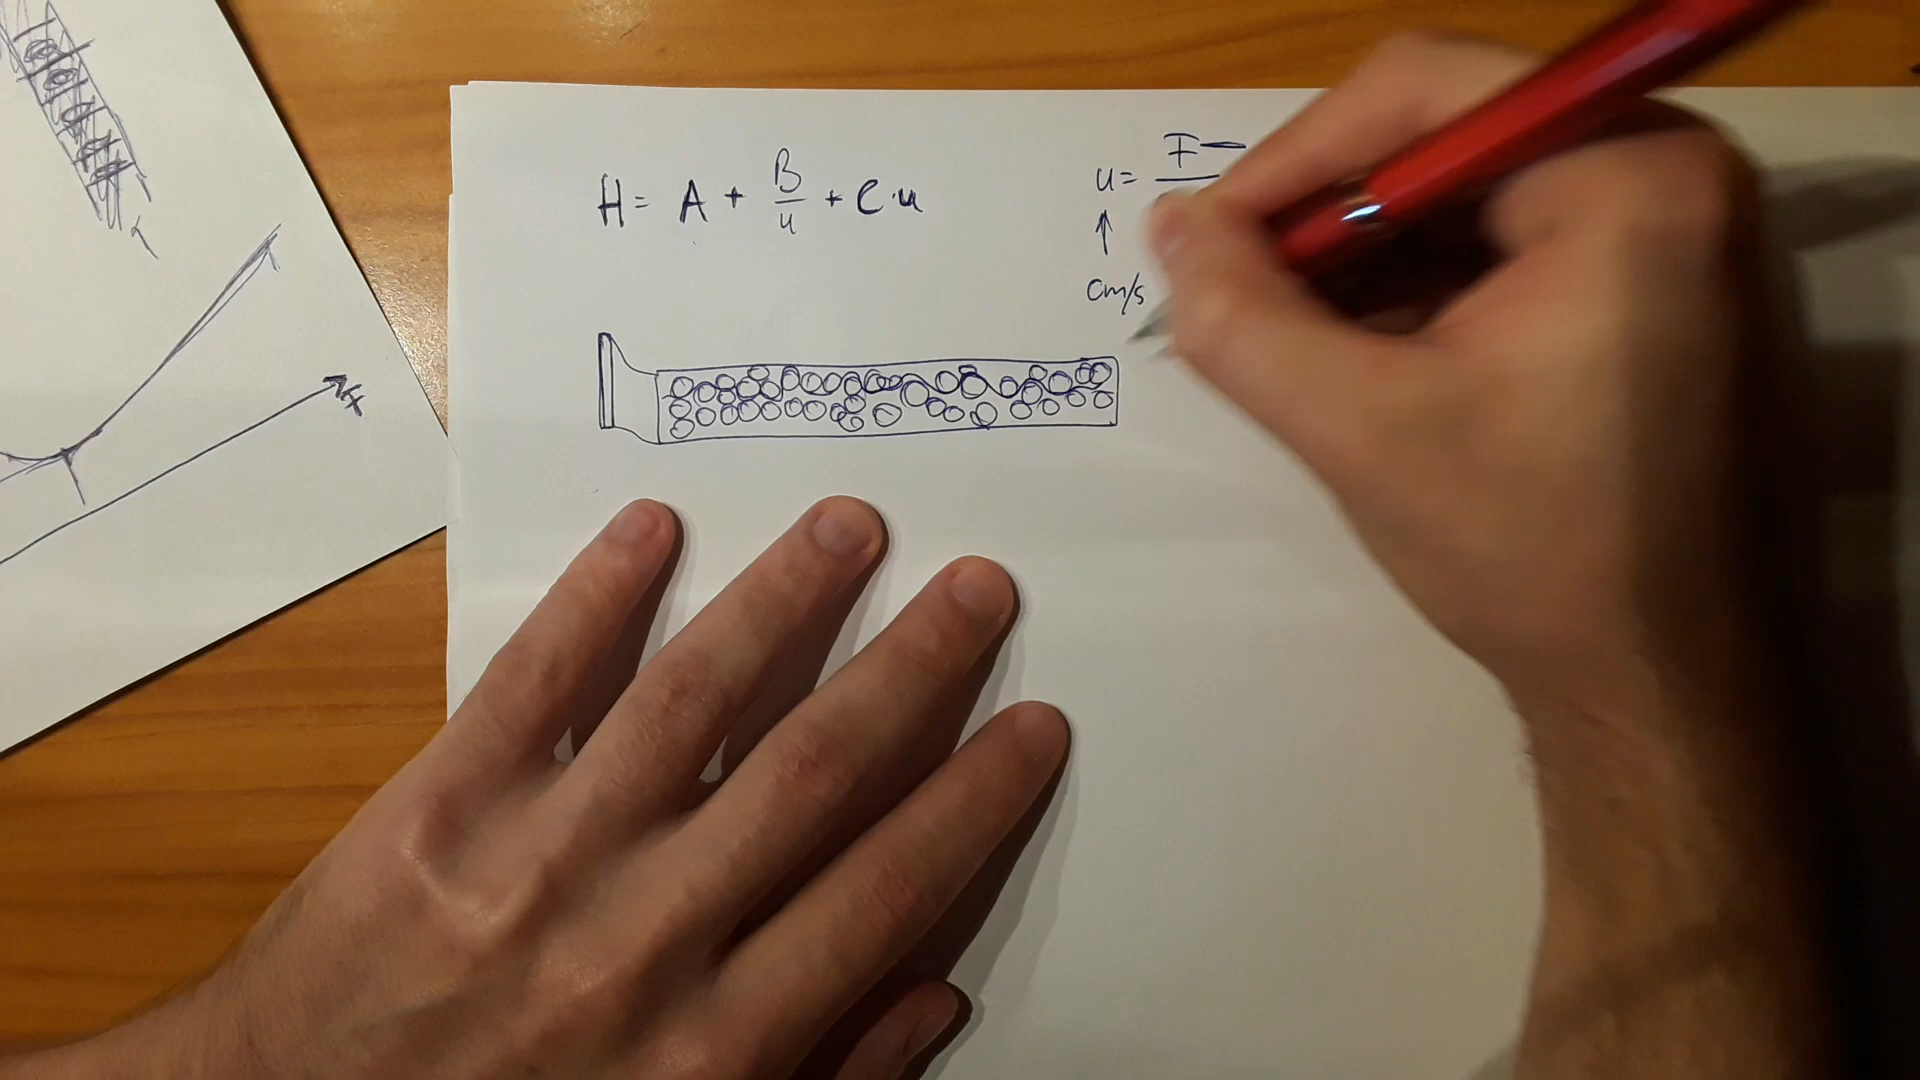 H = A + B/u + C·u
u = F
cm/s